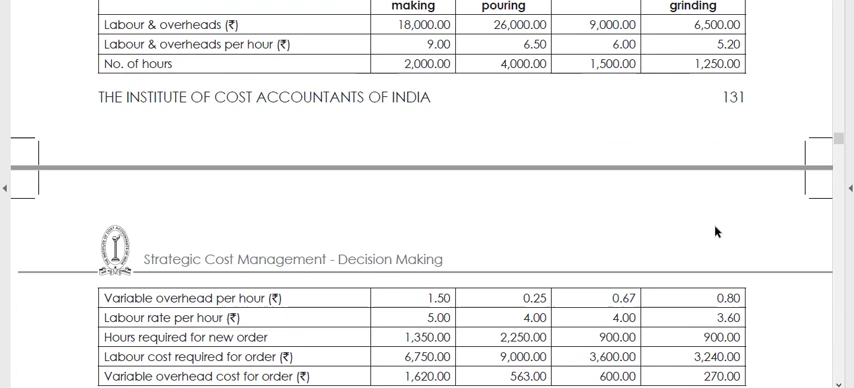 making pouring grinding
Labour & overheads (₹) 18,000.00 26,000.00 9,000.00 6,500.00
Labour & overheads per hour (₹) 9.00 6.50 6.00 5.20
No. of hours 2,000.00 4,000.00 1,500.00 1,250.00
THE INSTITUTE OF COST ACCOUNTANTS OF INDIA 131
Strategic Cost Management - Decision Making
Variable overhead per hour (₹) 1.50 0.25 0.67 0.80
Labour rate per hour (₹) 5.00 4.00 4.00 3.60
Hours required for new order 1,350.00 2,250.00 900.00 900.00
Labour cost required for order (₹) 6,750.00 9,000.00 3,600.00 3,240.00
Variable overhead cost for order (₹) 1,620.00 563.00 600.00 270.00